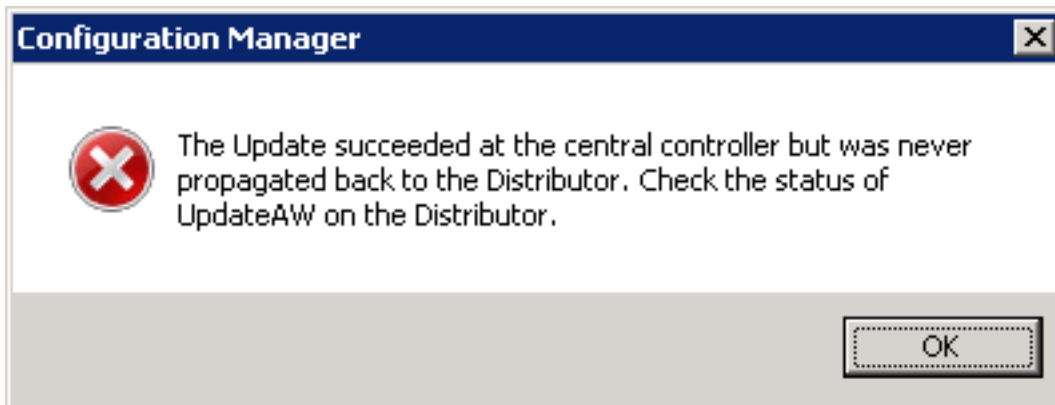 Configuration Manager
The Update succeeded at the central controller but was never
propagated back to the Distributor. Check the status of
UpdateAW on the Distributor.
OK